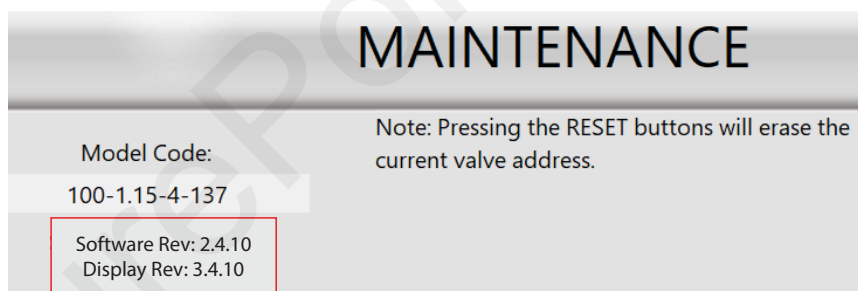 MAINTENANCE
Note: Pressing the RESET buttons will erase the
current valve address.
Model Code:
100-1.15-4-137
Software Rev: 2.4.10
Display Rev: 3.4.10